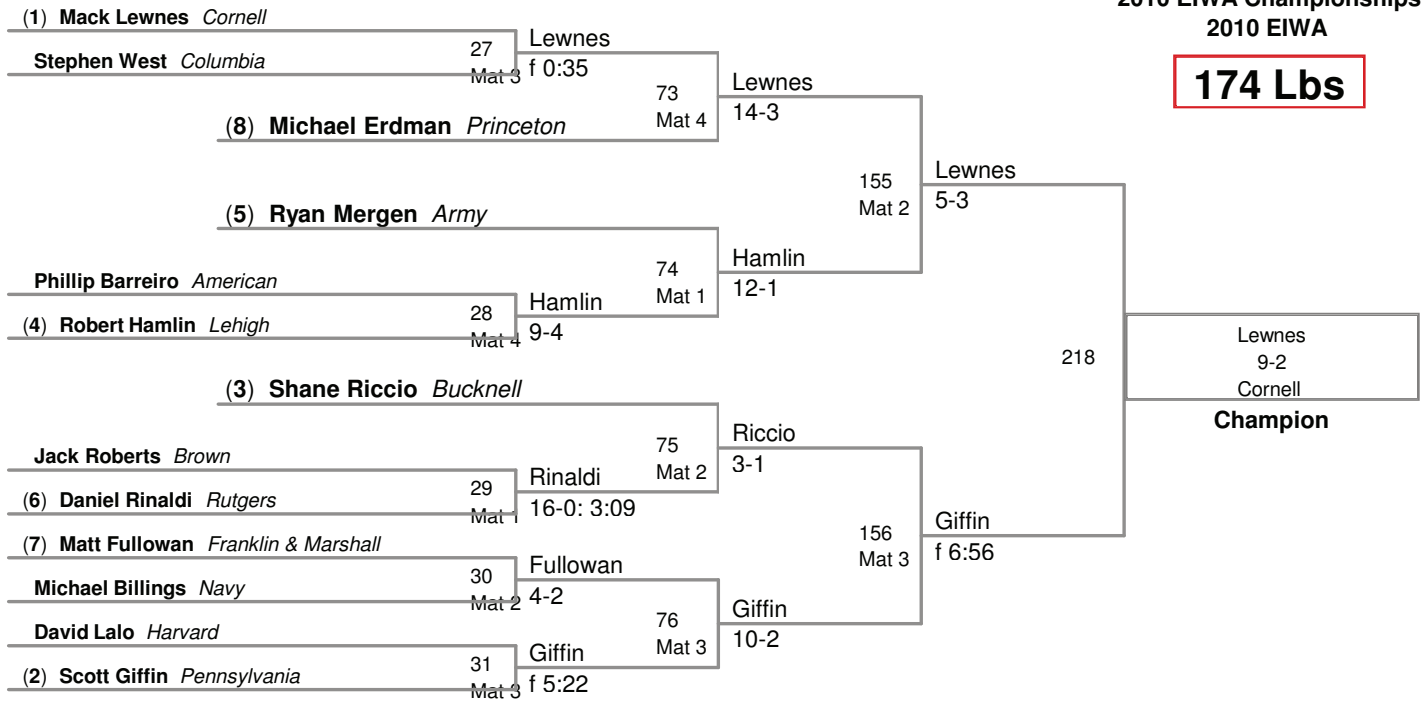 2010 EIWA Championships
2010 EIWA
174 Lbs
(1) Mack Lewnes Cornell
Stephen West Columbia
27
Mat 3
Lewnes
f 0:35
(8) Michael Erdman Princeton
73
Mat 4
Lewnes
14-3
(5) Ryan Mergen Army
Phillip Barreiro American
(4) Robert Hamlin Lehigh
28
Mat 4
Hamlin
9-4
74
Mat 1
Hamlin
12-1
155
Mat 2
Lewnes
5-3
(3) Shane Riccio Bucknell
Jack Roberts Brown
(6) Daniel Rinaldi Rutgers
29
Mat 1
Rinaldi
16-0: 3:09
75
Mat 2
Riccio
3-1
(7) Matt Fullowan Franklin & Marshall
Michael Billings Navy
30
Mat 2
Fullowan
4-2
David Lalo Harvard
(2) Scott Giffin Pennsylvania
31
Mat 3
Giffin
f 5:22
76
Mat 3
Giffin
10-2
156
Mat 3
Giffin
f 6:56
218
Lewnes
9-2
Cornell
Champion